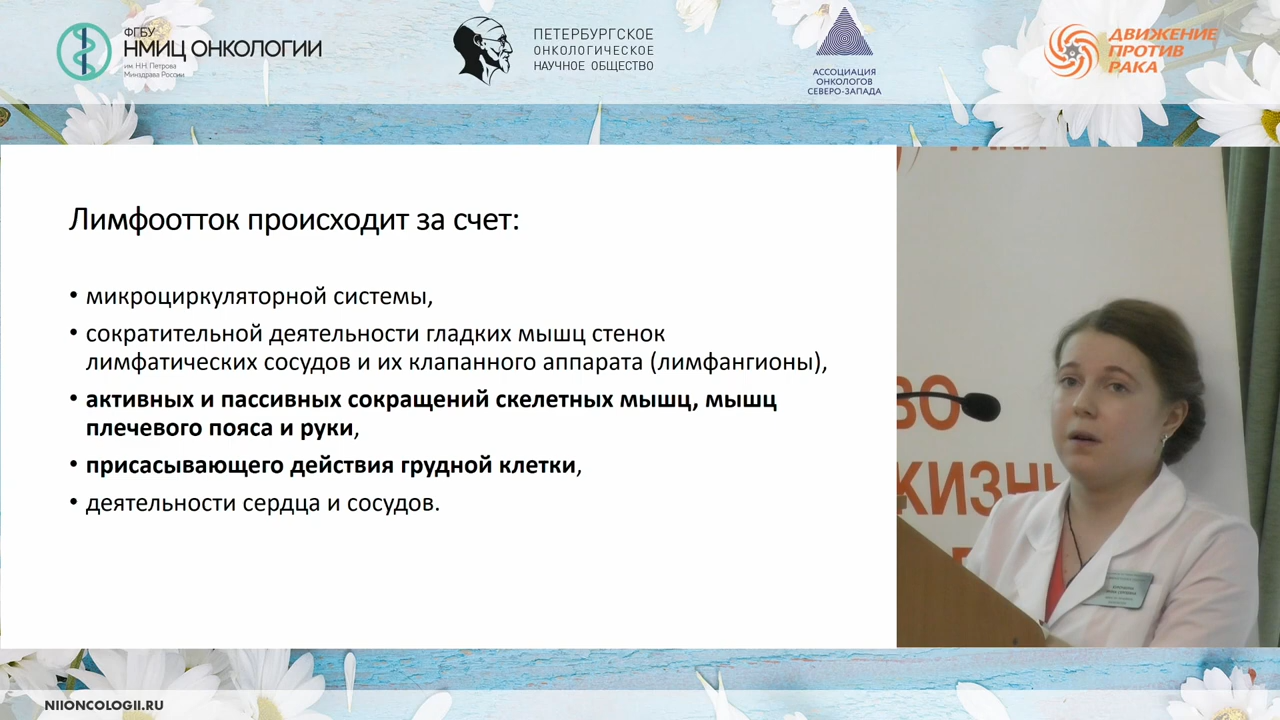 ФГБУ
НМИЦ ОНКОЛОГИИ
им. Н.Н. Петрова
Минздрава России
ПЕТЕРБУРГСКОЕ
ОНКОЛОГИЧЕСКОЕ
НАУЧНОЕ ОБЩЕСТВО
АССОЦИАЦИЯ
ОНКОЛОГОВ
СЕВЕРО-ЗАПАДА
ДВИЖЕНИЕ
ПРОТИВ
РАКА
Лимфоотток происходит за счет:
• микроциркуляторной системы,
• сократительной деятельности гладких мышц стенок
лимфатических сосудов и их клапанного аппарата (лимфангионы),
• активных и пассивных сокращений скелетных мышц, мышц
плечевого пояса и руки,
• присасывающего действия грудной клетки,
• деятельности сердца и сосудов.
ВО
ЖИЗНЬ
NIIONCOLOGII.RU